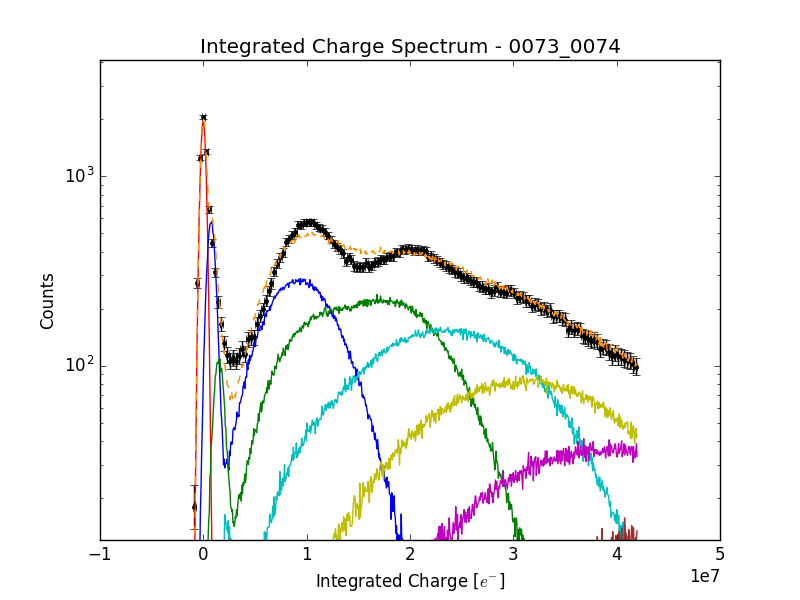 Integrated Charge Spectrum - 0073_0074
10³
10²
Counts
−1
0
1
2
3
4
5
1e7
Integrated Charge [e⁻]